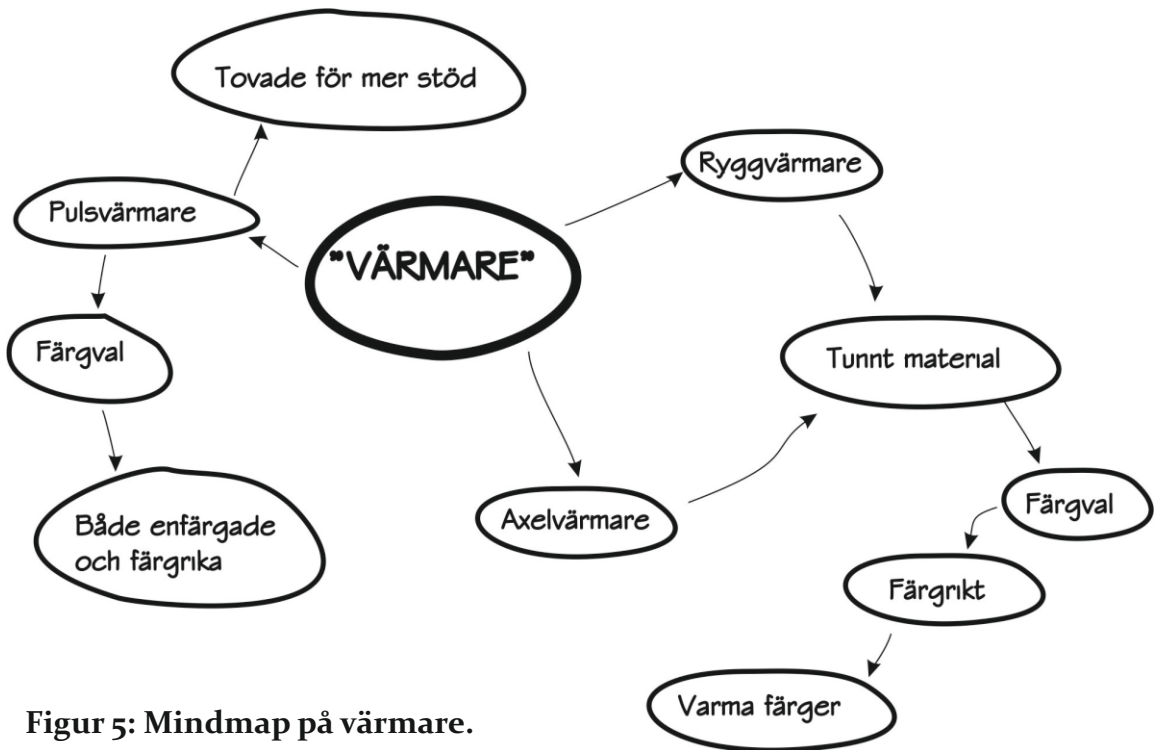 Tovade för mer stöd
Ryggvärmare
Pulsvärmare
"VÄRMARE"
Färgval
Tunnt material
Både enfärgade
och färgrika
Axelvärmare
Färgval
Färgrikt
Varma färger
Figur 5: Mindmap på värmare.